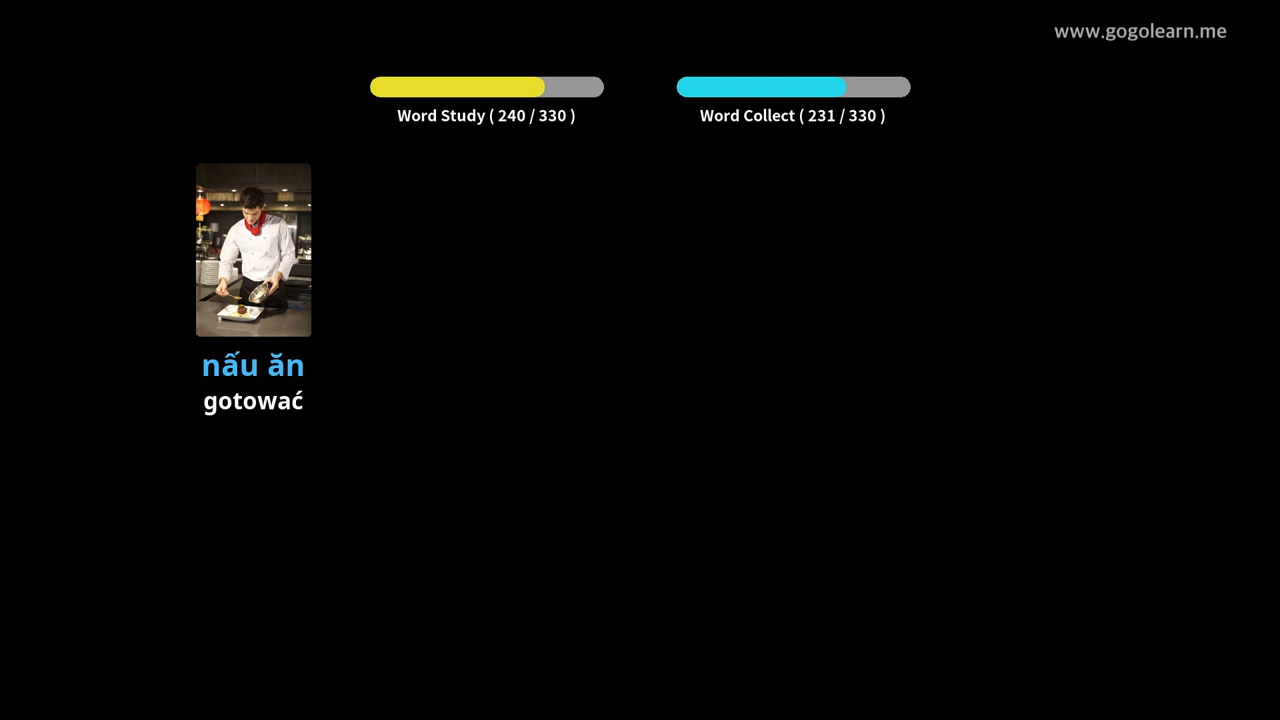 www.gogolearn.me
Word Study ( 240 / 330 )
Word Collect ( 231 / 330 )
nấu ăn
gotować